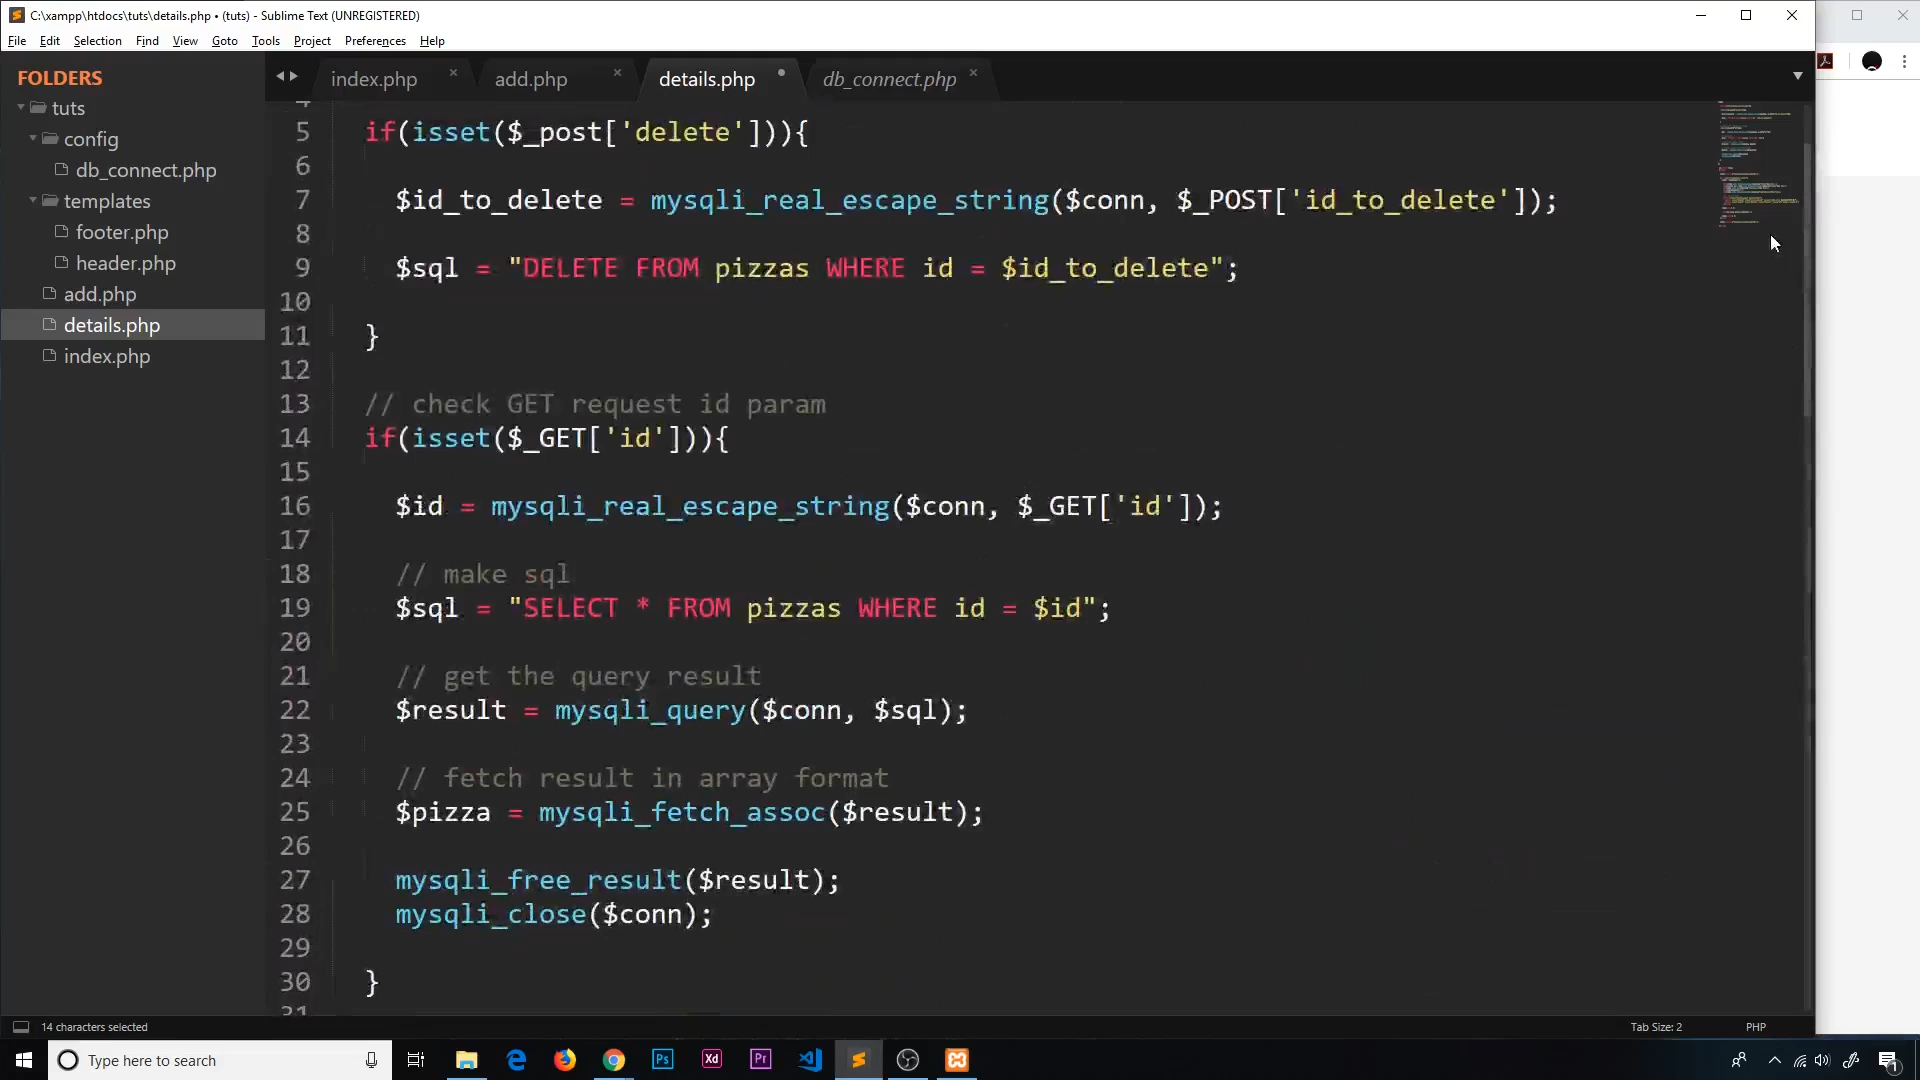 C:\xampp\htdocs\tuts\details.php • (tuts) - Sublime Text (UNREGISTERED)
File Edit Selection Find View Goto Tools Project Preferences Help
FOLDERS
tuts
config
db_connect.php
templates
footer.php
header.php
add.php
details.php
index.php
index.php × add.php × details.php • db_connect.php ×
5 if(isset($_post['delete'])){
6
7 $id_to_delete = mysqli_real_escape_string($conn, $_POST['id_to_delete']);
8
9 $sql = "DELETE FROM pizzas WHERE id = $id_to_delete";
10
11 }
12
13 // check GET request id param
14 if(isset($_GET['id'])){
15
16 $id = mysqli_real_escape_string($conn, $_GET['id']);
17
18 // make sql
19 $sql = "SELECT * FROM pizzas WHERE id = $id";
20
21 // get the query result
22 $result = mysqli_query($conn, $sql);
23
24 // fetch result in array format
25 $pizza = mysqli_fetch_assoc($result);
26
27 mysqli_free_result($result);
28 mysqli_close($conn);
29
30 }
31
14 characters selected
Tab Size: 2 PHP
Type here to search
Ps Xd Pr
1